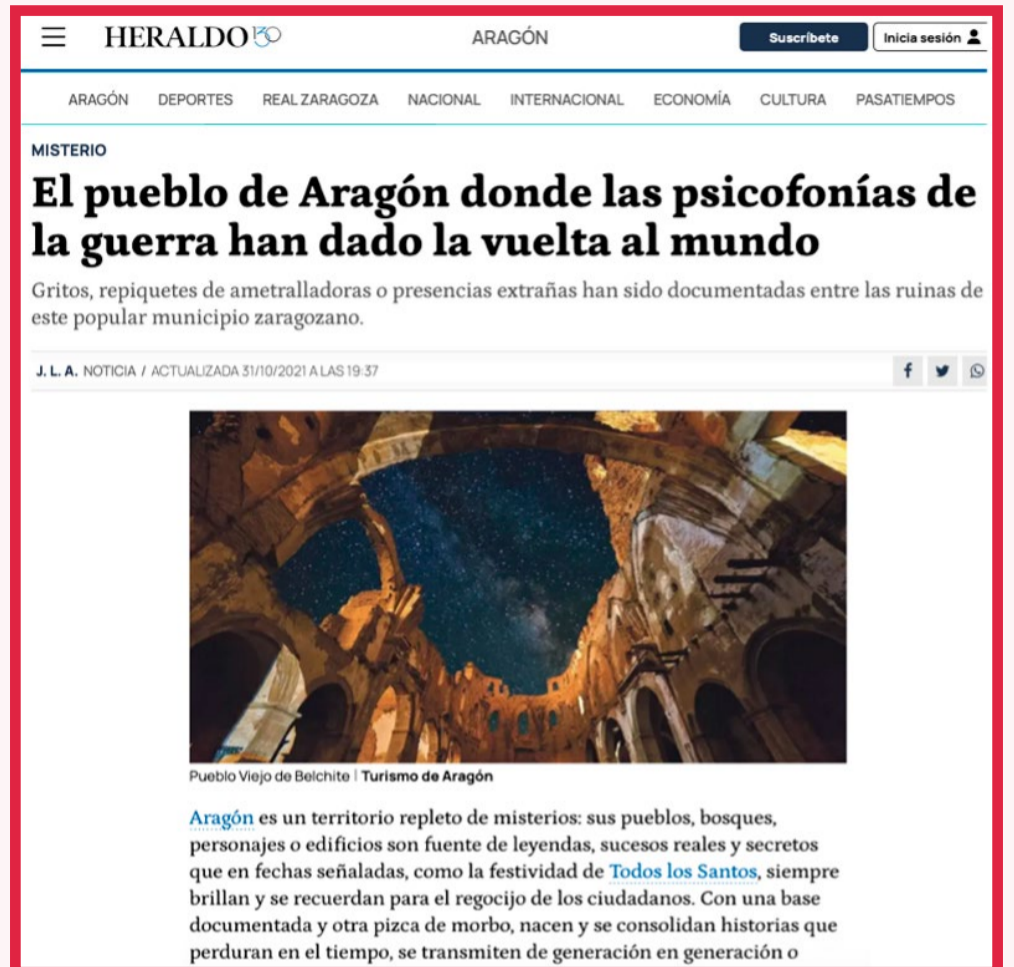 HERALDO 130
ARAGÓN
Suscríbete
Inicia sesión
ARAGÓN DEPORTES REAL ZARAGOZA NACIONAL INTERNACIONAL ECONOMÍA CULTURA PASATIEMPOS
MISTERIO
El pueblo de Aragón donde las psicofonías de
la guerra han dado la vuelta al mundo
Gritos, repiquetes de ametralladoras o presencias extrañas han sido documentadas entre las ruinas de
este popular municipio zaragozano.
J. L. A. NOTICIA / ACTUALIZADA 31/10/2021 A LAS 19:37
Pueblo Viejo de Belchite | Turismo de Aragón
Aragón es un territorio repleto de misterios: sus pueblos, bosques,
personajes o edificios son fuente de leyendas, sucesos reales y secretos
que en fechas señaladas, como la festividad de Todos los Santos, siempre
brillan y se recuerdan para el regocijo de los ciudadanos. Con una base
documentada y otra pizca de morbo, nacen y se consolidan historias que
perduran en el tiempo, se transmiten de generación en generación o